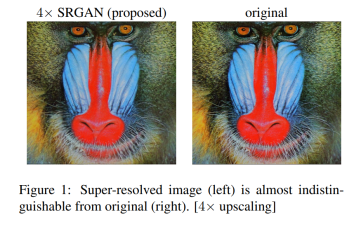 4× SRGAN (proposed) original
Figure 1: Super-resolved image (left) is almost indistin-
guishable from original (right). [4× upscaling]